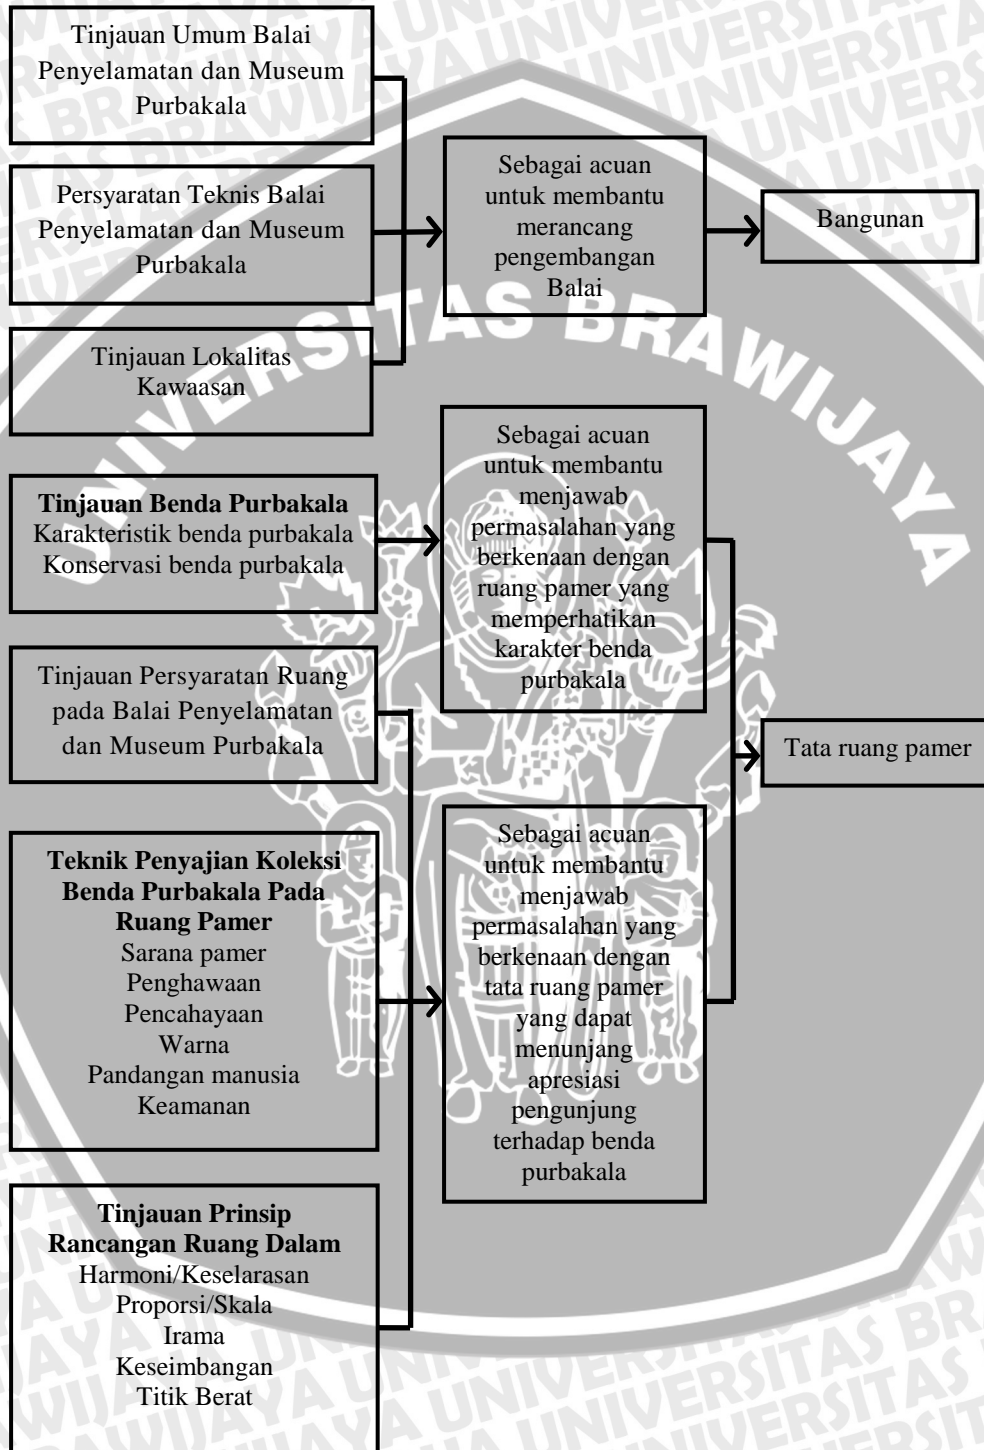 Tinjauan Umum Balai
Penyelamatan dan Museum
Purbakala
Persyaratan Teknis Balai
Penyelamatan dan Museum
Purbakala
Tinjauan Lokalitas
Kawaasan
Sebagai acuan
untuk membantu
merancang
pengembangan
Balai
Bangunan
Tinjauan Benda Purbakala
Karakteristik benda purbakala
Konservasi benda purbakala
Sebagai acuan
untuk membantu
menjawab
permasalahan yang
berkenaan dengan
ruang pamer yang
memperhatikan
karakter benda
purbakala
Tinjauan Persyaratan Ruang
pada Balai Penyelamatan
dan Museum Purbakala
Tata ruang pamer
Teknik Penyajian Koleksi
Benda Purbakala Pada
Ruang Pamer
Sarana pamer
Penghawaan
Pencahayaan
Warna
Pandangan manusia
Keamanan
Sebagai acuan
untuk membantu
menjawab
permasalahan yang
berkenaan dengan
tata ruang pamer
yang dapat
menunjang
apresiasi
pengunjung
terhadap benda
purbakala
Tinjauan Prinsip
Rancangan Ruang Dalam
Harmoni/Keselarasan
Proporsi/Skala
Irama
Keseimbangan
Titik Berat
UNIVERSITAS BRAWIJAYA